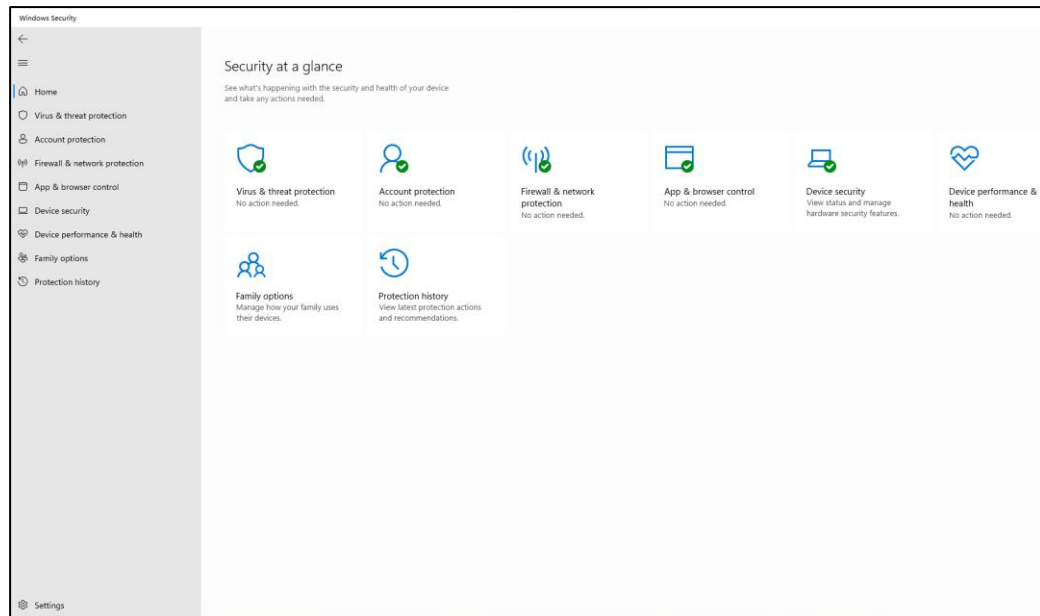 Windows Security
Home
Virus & threat protection
Account protection
Firewall & network protection
App & browser control
Device security
Device performance & health
Family options
Protection history
Settings
Security at a glance
See what's happening with the security and health of your device
and take any actions needed.
Virus & threat protection
No action needed.
Account protection
No action needed.
Firewall & network
protection
No action needed.
App & browser control
No action needed.
Device security
View status and manage
hardware security features.
Device performance &
health
No action needed.
Family options
Manage how your family uses
their devices.
Protection history
View latest protection actions
and recommendations.